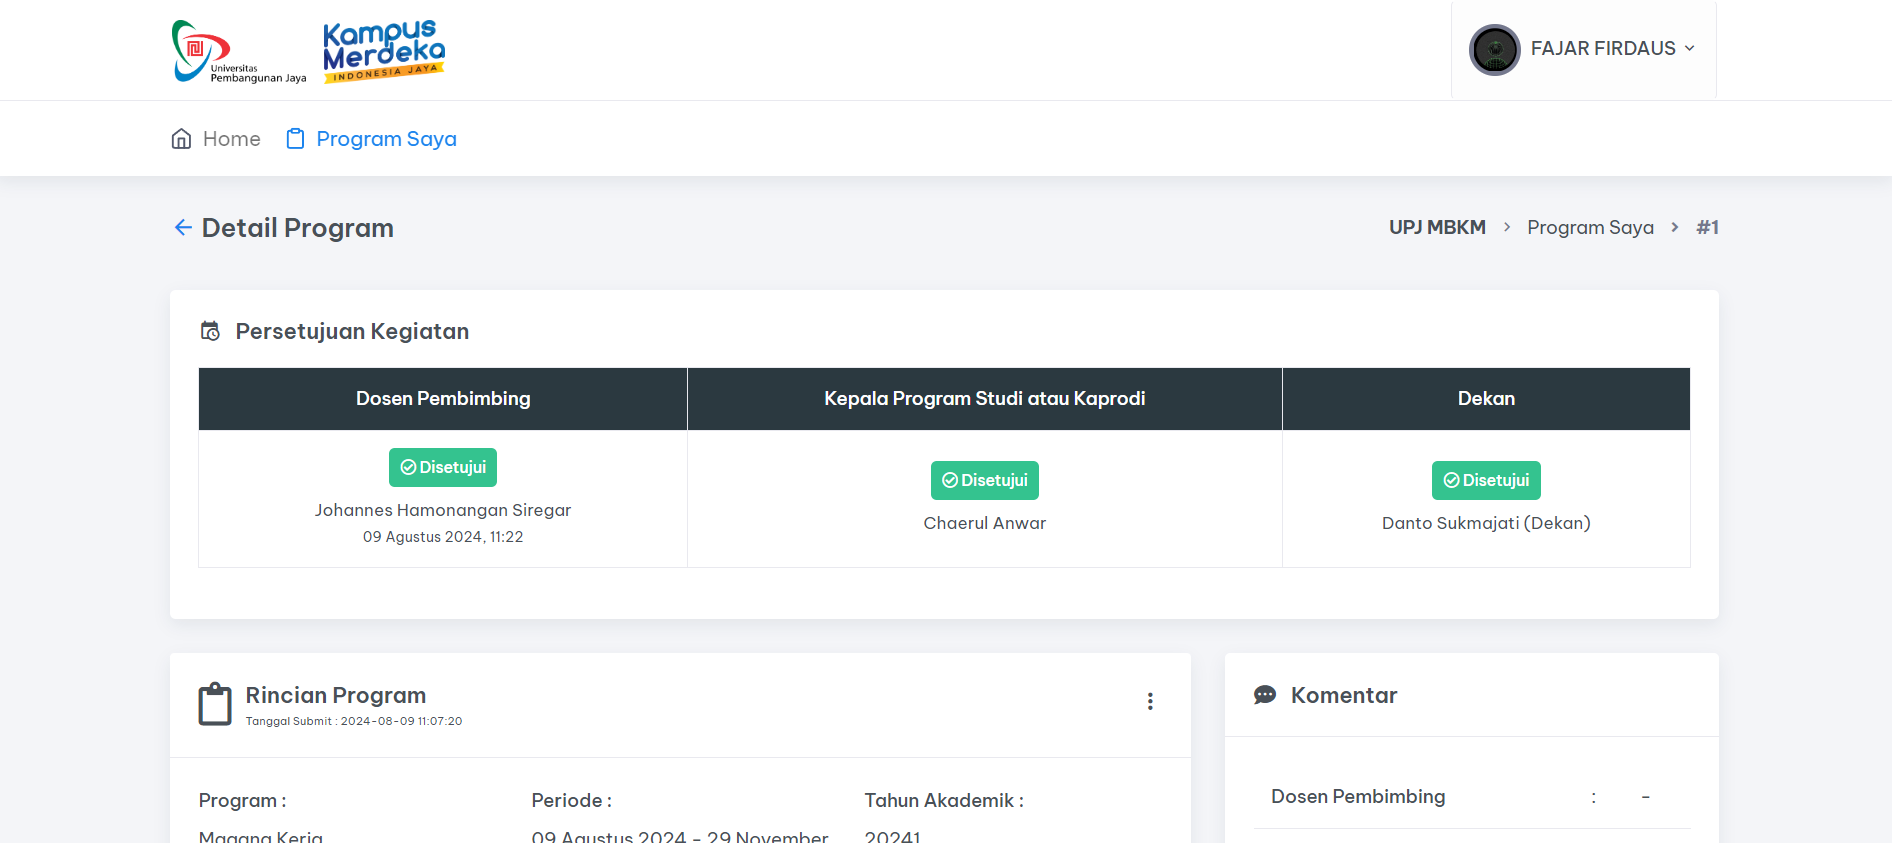 Universitas
Pembangunan Jaya
Kampus
Merdeka
INDONESIA JAYA
FAJAR FIRDAUS
Home
Program Saya
Detail Program
UPJ MBKM > Program Saya > #1
Persetujuan Kegiatan
Dosen Pembimbing
Kepala Program Studi atau Kaprodi
Dekan
Disetujui
Johannes Hamonangan Siregar
09 Agustus 2024, 11:22
Disetujui
Chaerul Anwar
Disetujui
Danto Sukmajati (Dekan)
Rincian Program
Tanggal Submit : 2024-08-09 11:07:20
Program :
Magang Kerja
Periode :
09 Agustus 2024 - 29 November
Tahun Akademik :
20241
Komentar
Dosen Pembimbing : -